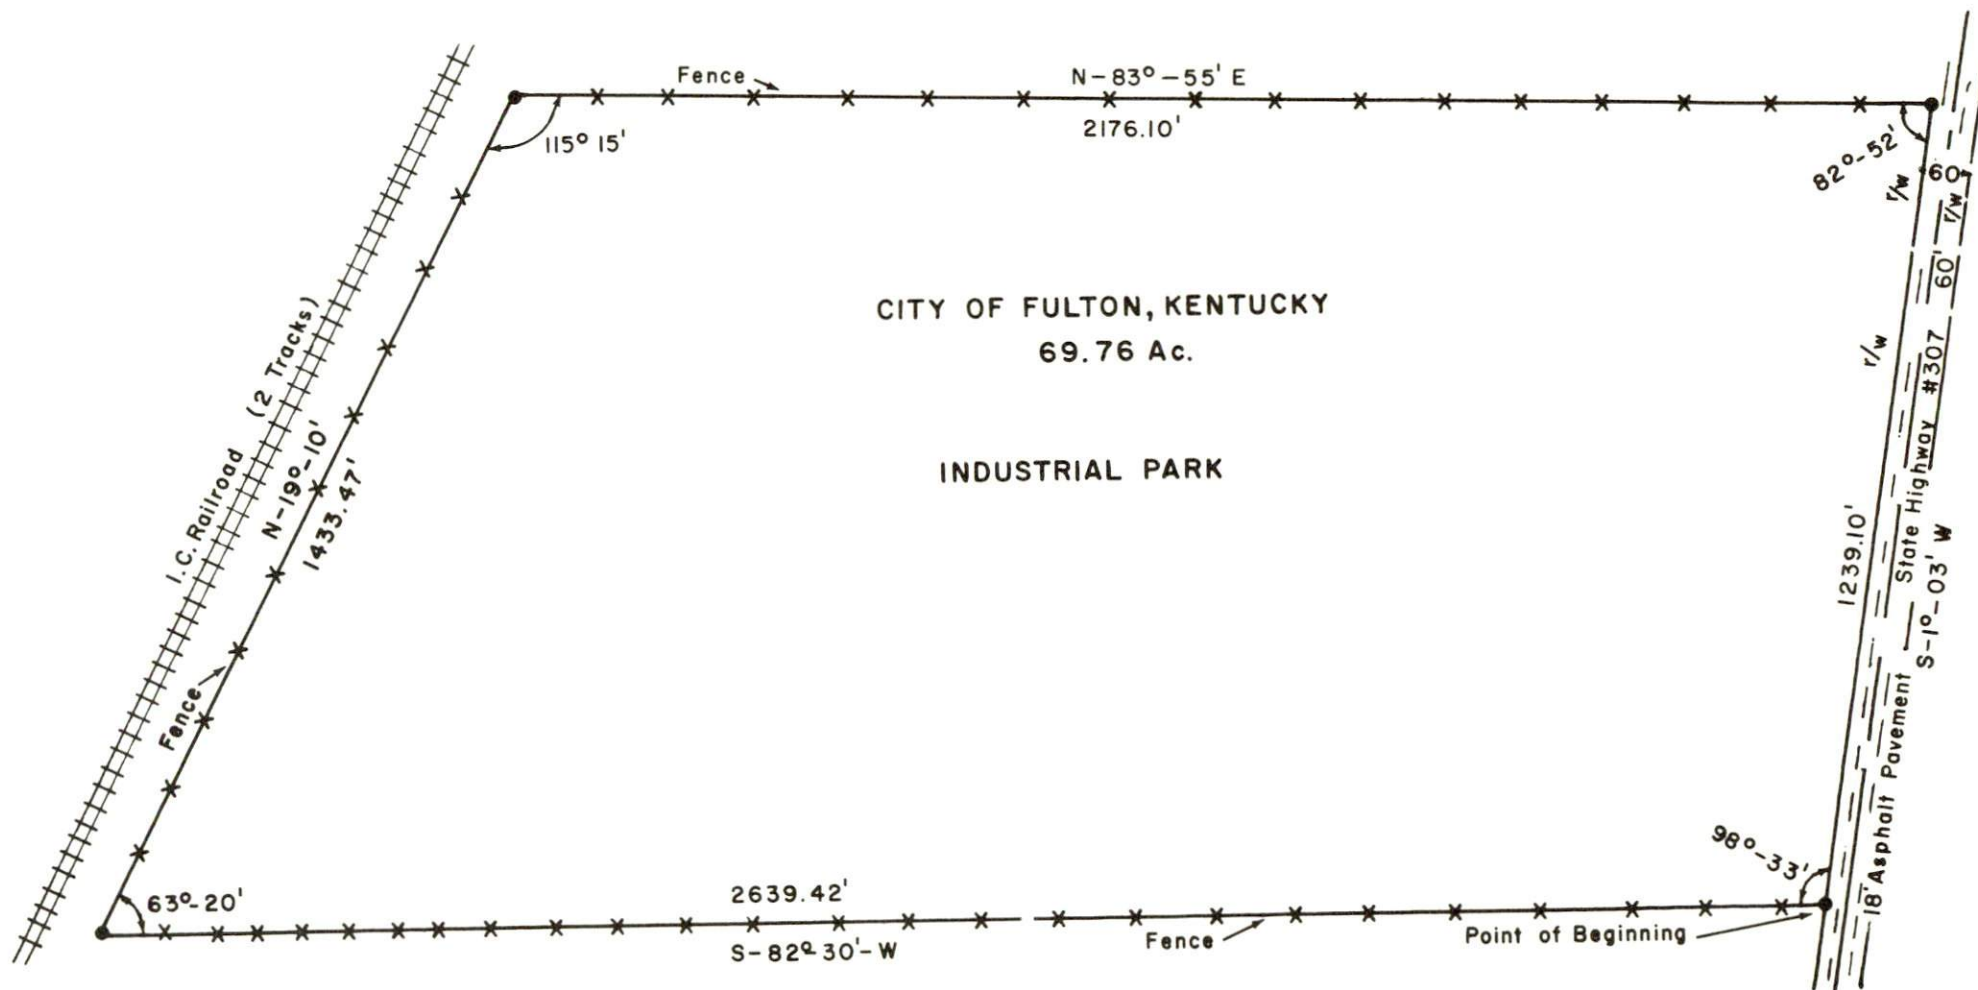 Fence
N-83°-55' E
2176.10'
115° 15'
82°-52'
r/w
60
r/w
60'
CITY OF FULTON, KENTUCKY
69.76 Ac.
INDUSTRIAL PARK
I.C. Railroad (2 Tracks)
N-19°-10'
1433.47'
Fence
r/w
State Highway #307
1239.10'
S-1°-03' W
18' Asphalt Pavement
98°-33'
63°-20'
2639.42'
S-82°30'-W
Fence
Point of Beginning